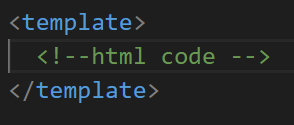 <template>
<!--html code -->
</template>